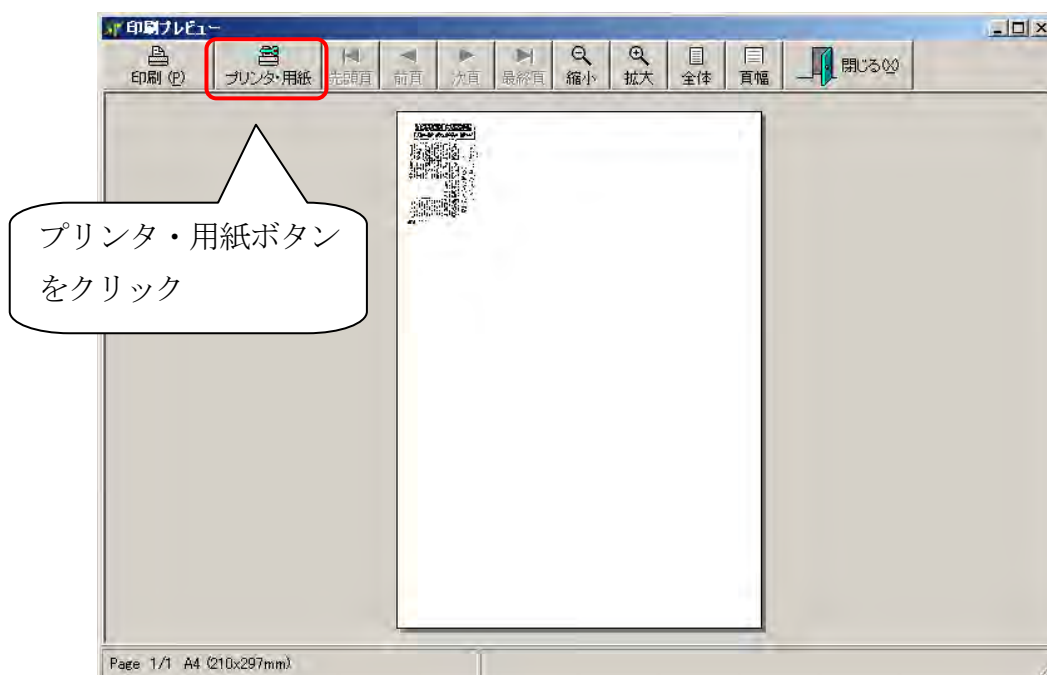 印刷プレビュー
印刷(P)
プリンタ・用紙
先頭頁
前頁
次頁
最終頁
縮小
拡大
全体
頁幅
閉じる(X)
プリンタ・用紙ボタン
をクリック
Page 1/1 A4 (210x297mm)